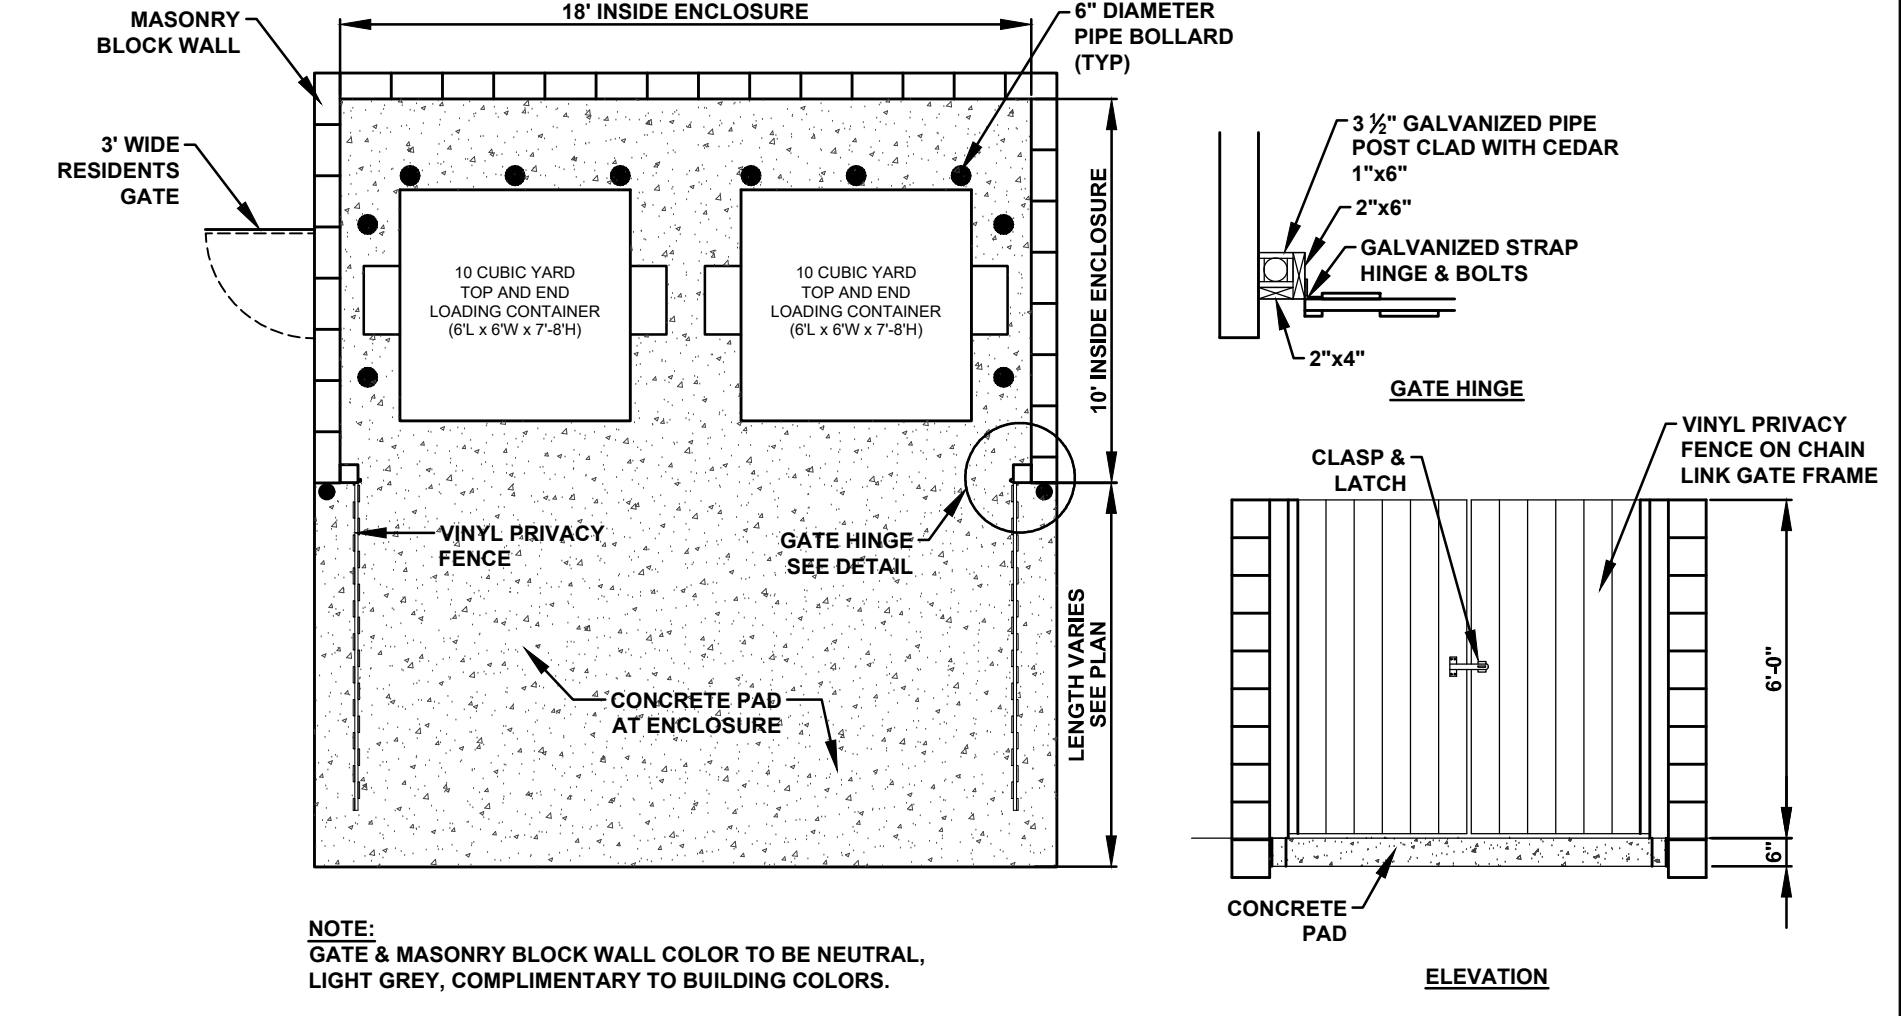 MASONRY
BLOCK WALL
18' INSIDE ENCLOSURE
6" DIAMETER
PIPE BOLLARD
(TYP)
3' WIDE
RESIDENTS
GATE
10 CUBIC YARD
TOP AND END
LOADING CONTAINER
(6'L x 6'W x 7'-8'H)
10 CUBIC YARD
TOP AND END
LOADING CONTAINER
(6'L x 6'W x 7'-8'H)
10' INSIDE ENCLOSURE
VINYL PRIVACY
FENCE
GATE HINGE
SEE DETAIL
LENGTH VARIES
SEE PLAN
CONCRETE PAD
AT ENCLOSURE
NOTE:
GATE & MASONRY BLOCK WALL COLOR TO BE NEUTRAL,
LIGHT GREY, COMPLIMENTARY TO BUILDING COLORS.
3 ½" GALVANIZED PIPE
POST CLAD WITH CEDAR
1"x6"
2"x6"
GALVANIZED STRAP
HINGE & BOLTS
2"x4"
GATE HINGE
CLASP &
LATCH
VINYL PRIVACY
FENCE ON CHAIN
LINK GATE FRAME
6'-0"
6"
CONCRETE
PAD
ELEVATION